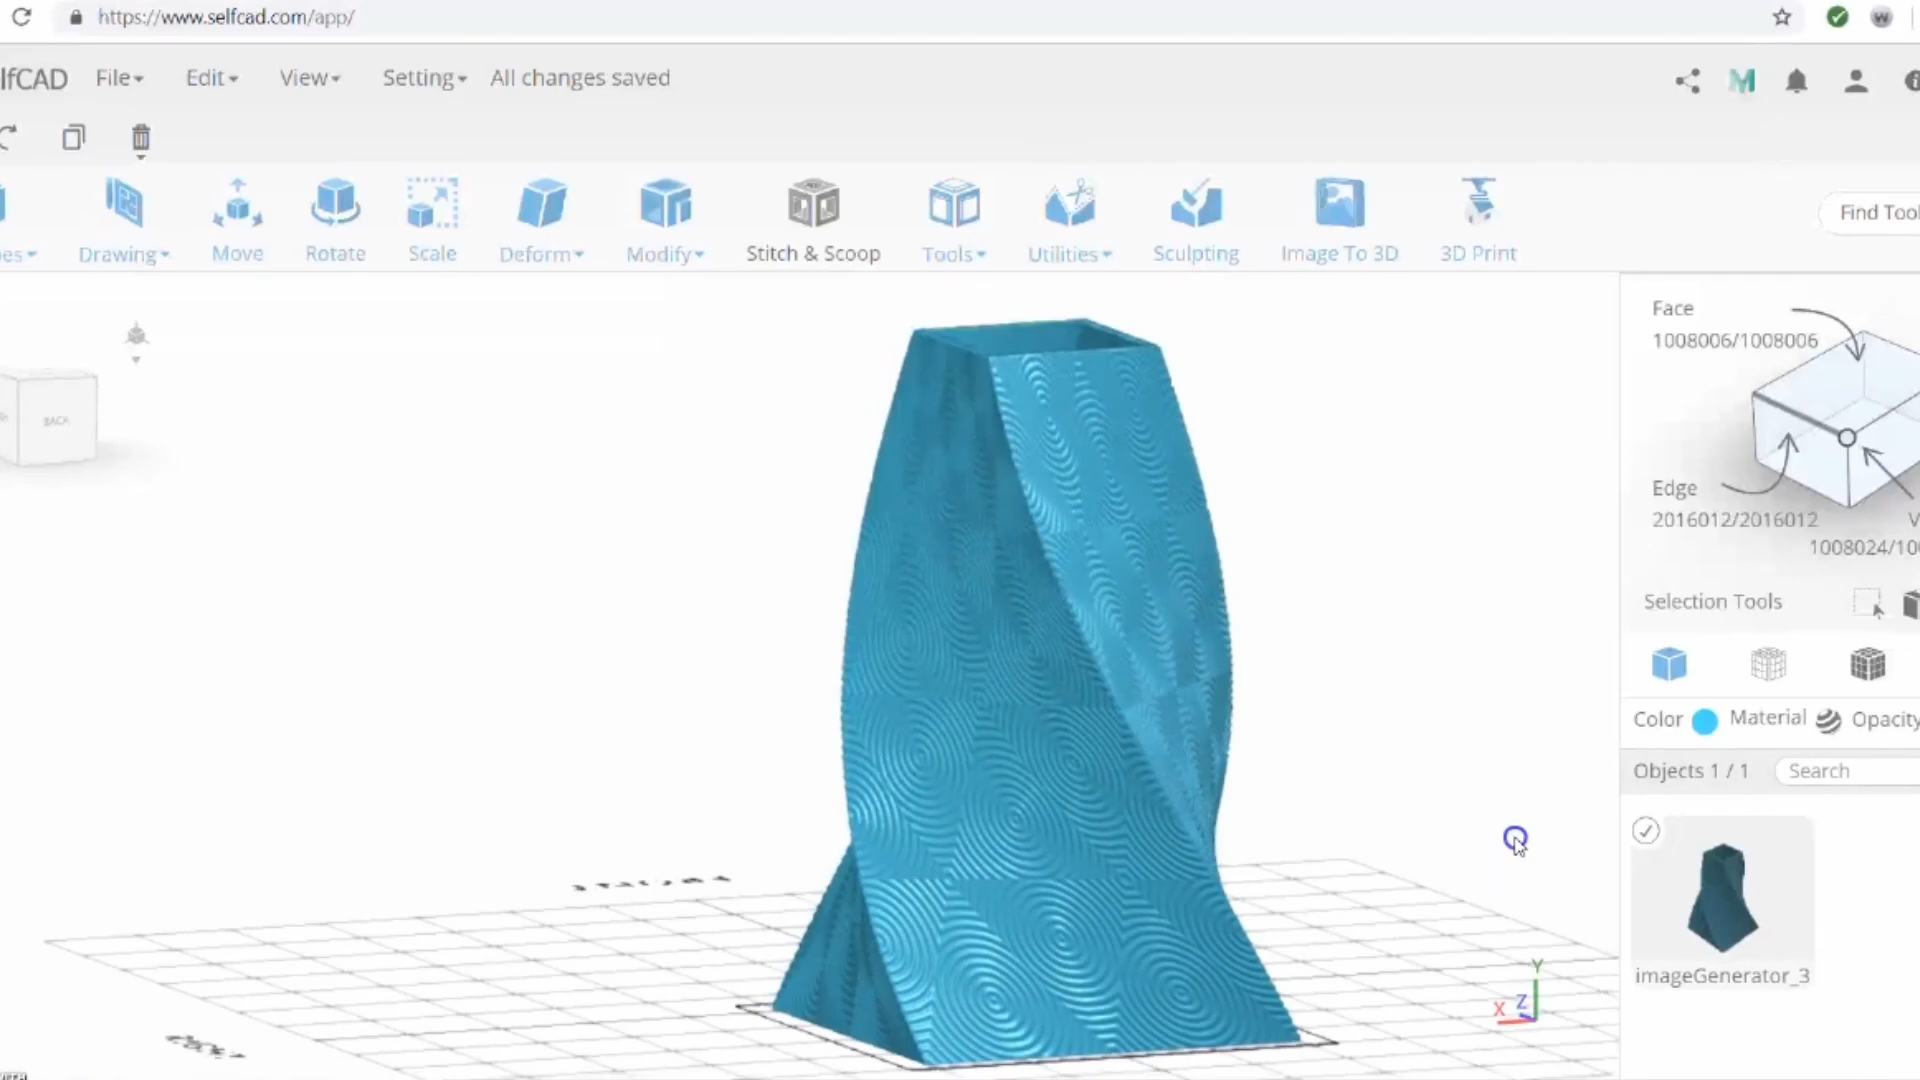 https://www.selfcad.com/app/
lfCAD File Edit View Setting All changes saved
Drawing Move Rotate Scale Deform Modify Stitch & Scoop Tools Utilities Sculpting Image To 3D 3D Print
Find Tool
BACK
Face
1008006/1008006
Edge
2016012/2016012
V
1008024/100
Selection Tools
Color Material Opacity
Objects 1 / 1 Search
imageGenerator_3
Y
X Z